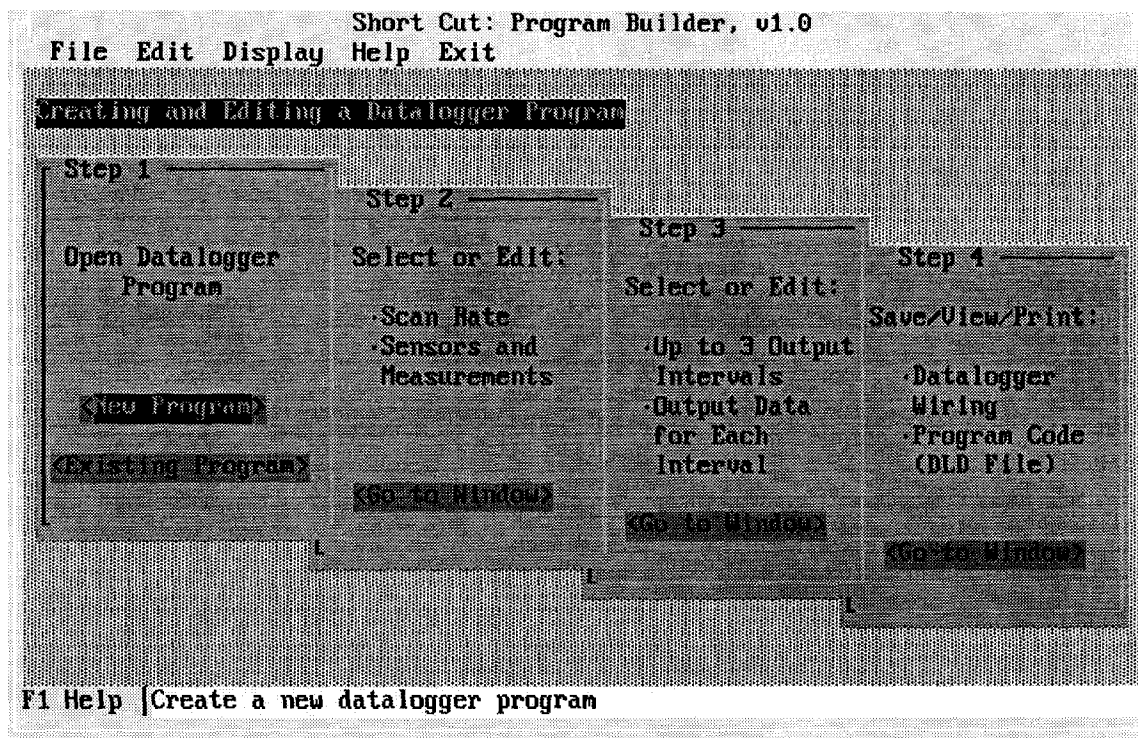 Short Cut: Program Builder, v1.0
File Edit Display Help Exit
Creating and Editing a Datalogger Program
Step 1
Open Datalogger
Program
<New Program>
<Existing Program>
Step 2
Select or Edit:
·Scan Rate
·Sensors and
Measurements
<Go to Window>
Step 3
Select or Edit:
·Up to 3 Output
Intervals
·Output Data
for Each
Interval
<Go to Window>
Step 4
Save/View/Print:
·Datalogger
Wiring
·Program Code
(DLD File)
<Go to Window>
F1 Help |Create a new datalogger program